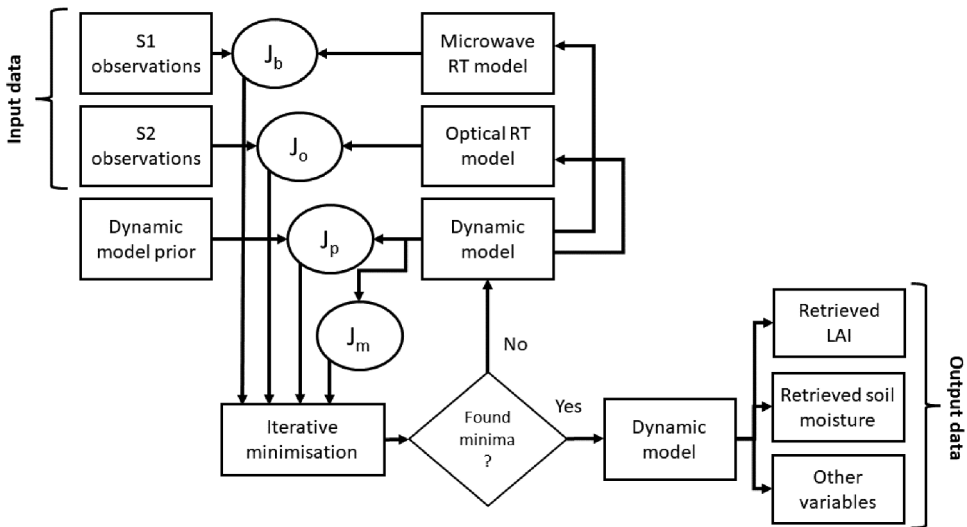 Input data
S1
observations
J_b
Microwave
RT model
S2
observations
J_o
Optical RT
model
Dynamic
model prior
J_p
Dynamic
model
J_m
No
Iterative
minimisation
Found
minima
?
Yes
Dynamic
model
Retrieved
LAI
Retrieved soil
moisture
Other
variables
Output data